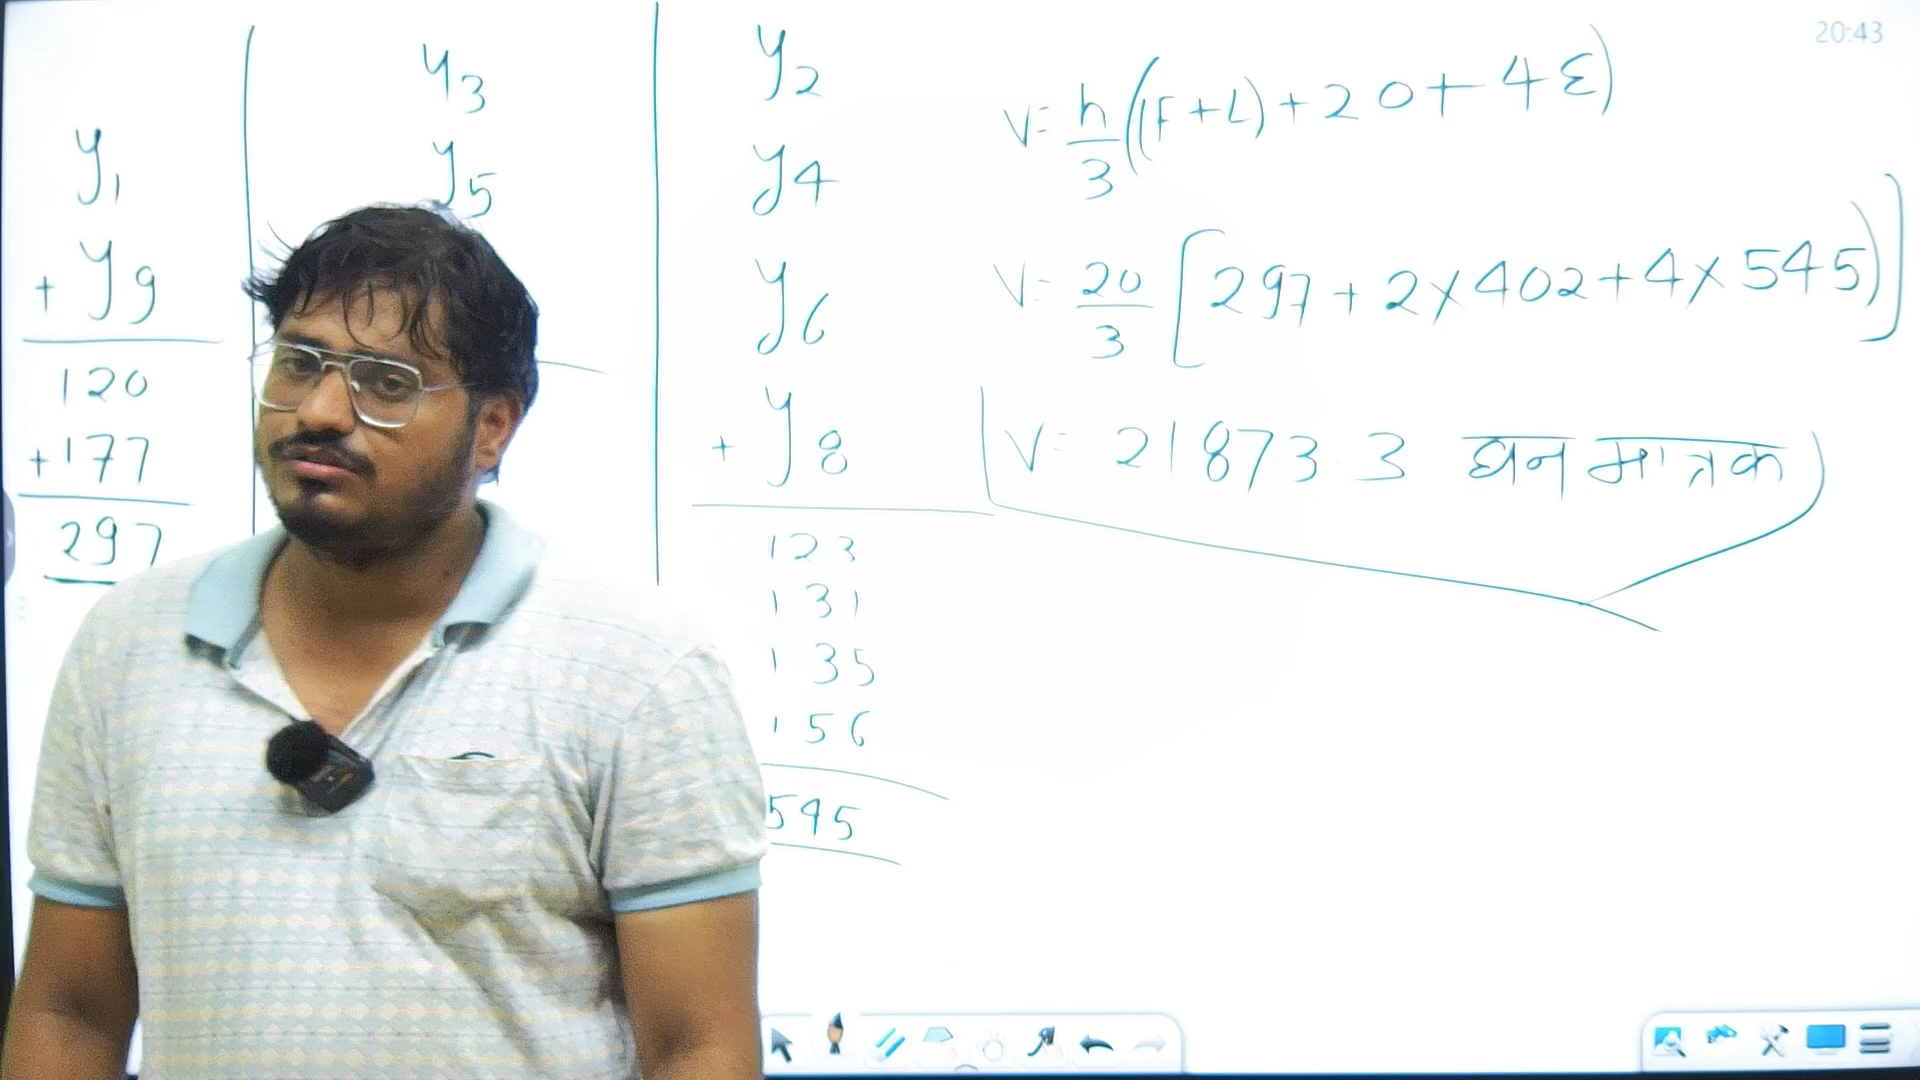 20:43
y1
+ y9
120
+177
297
y3
y5
y2
y4
y6
+ y8
123
131
135
156
545
V= h/3 ((F+L)+2O+4E)
V= 20/3 [297+2×402+4×545)]
V= 21873.3 घन मात्रक